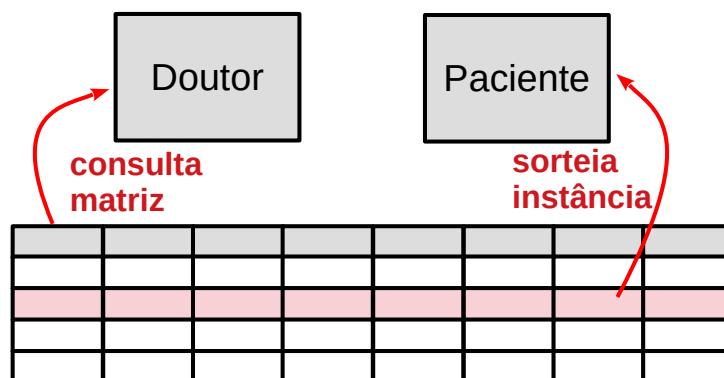 Doutor
Paciente
consulta
matriz
sorteia
instância